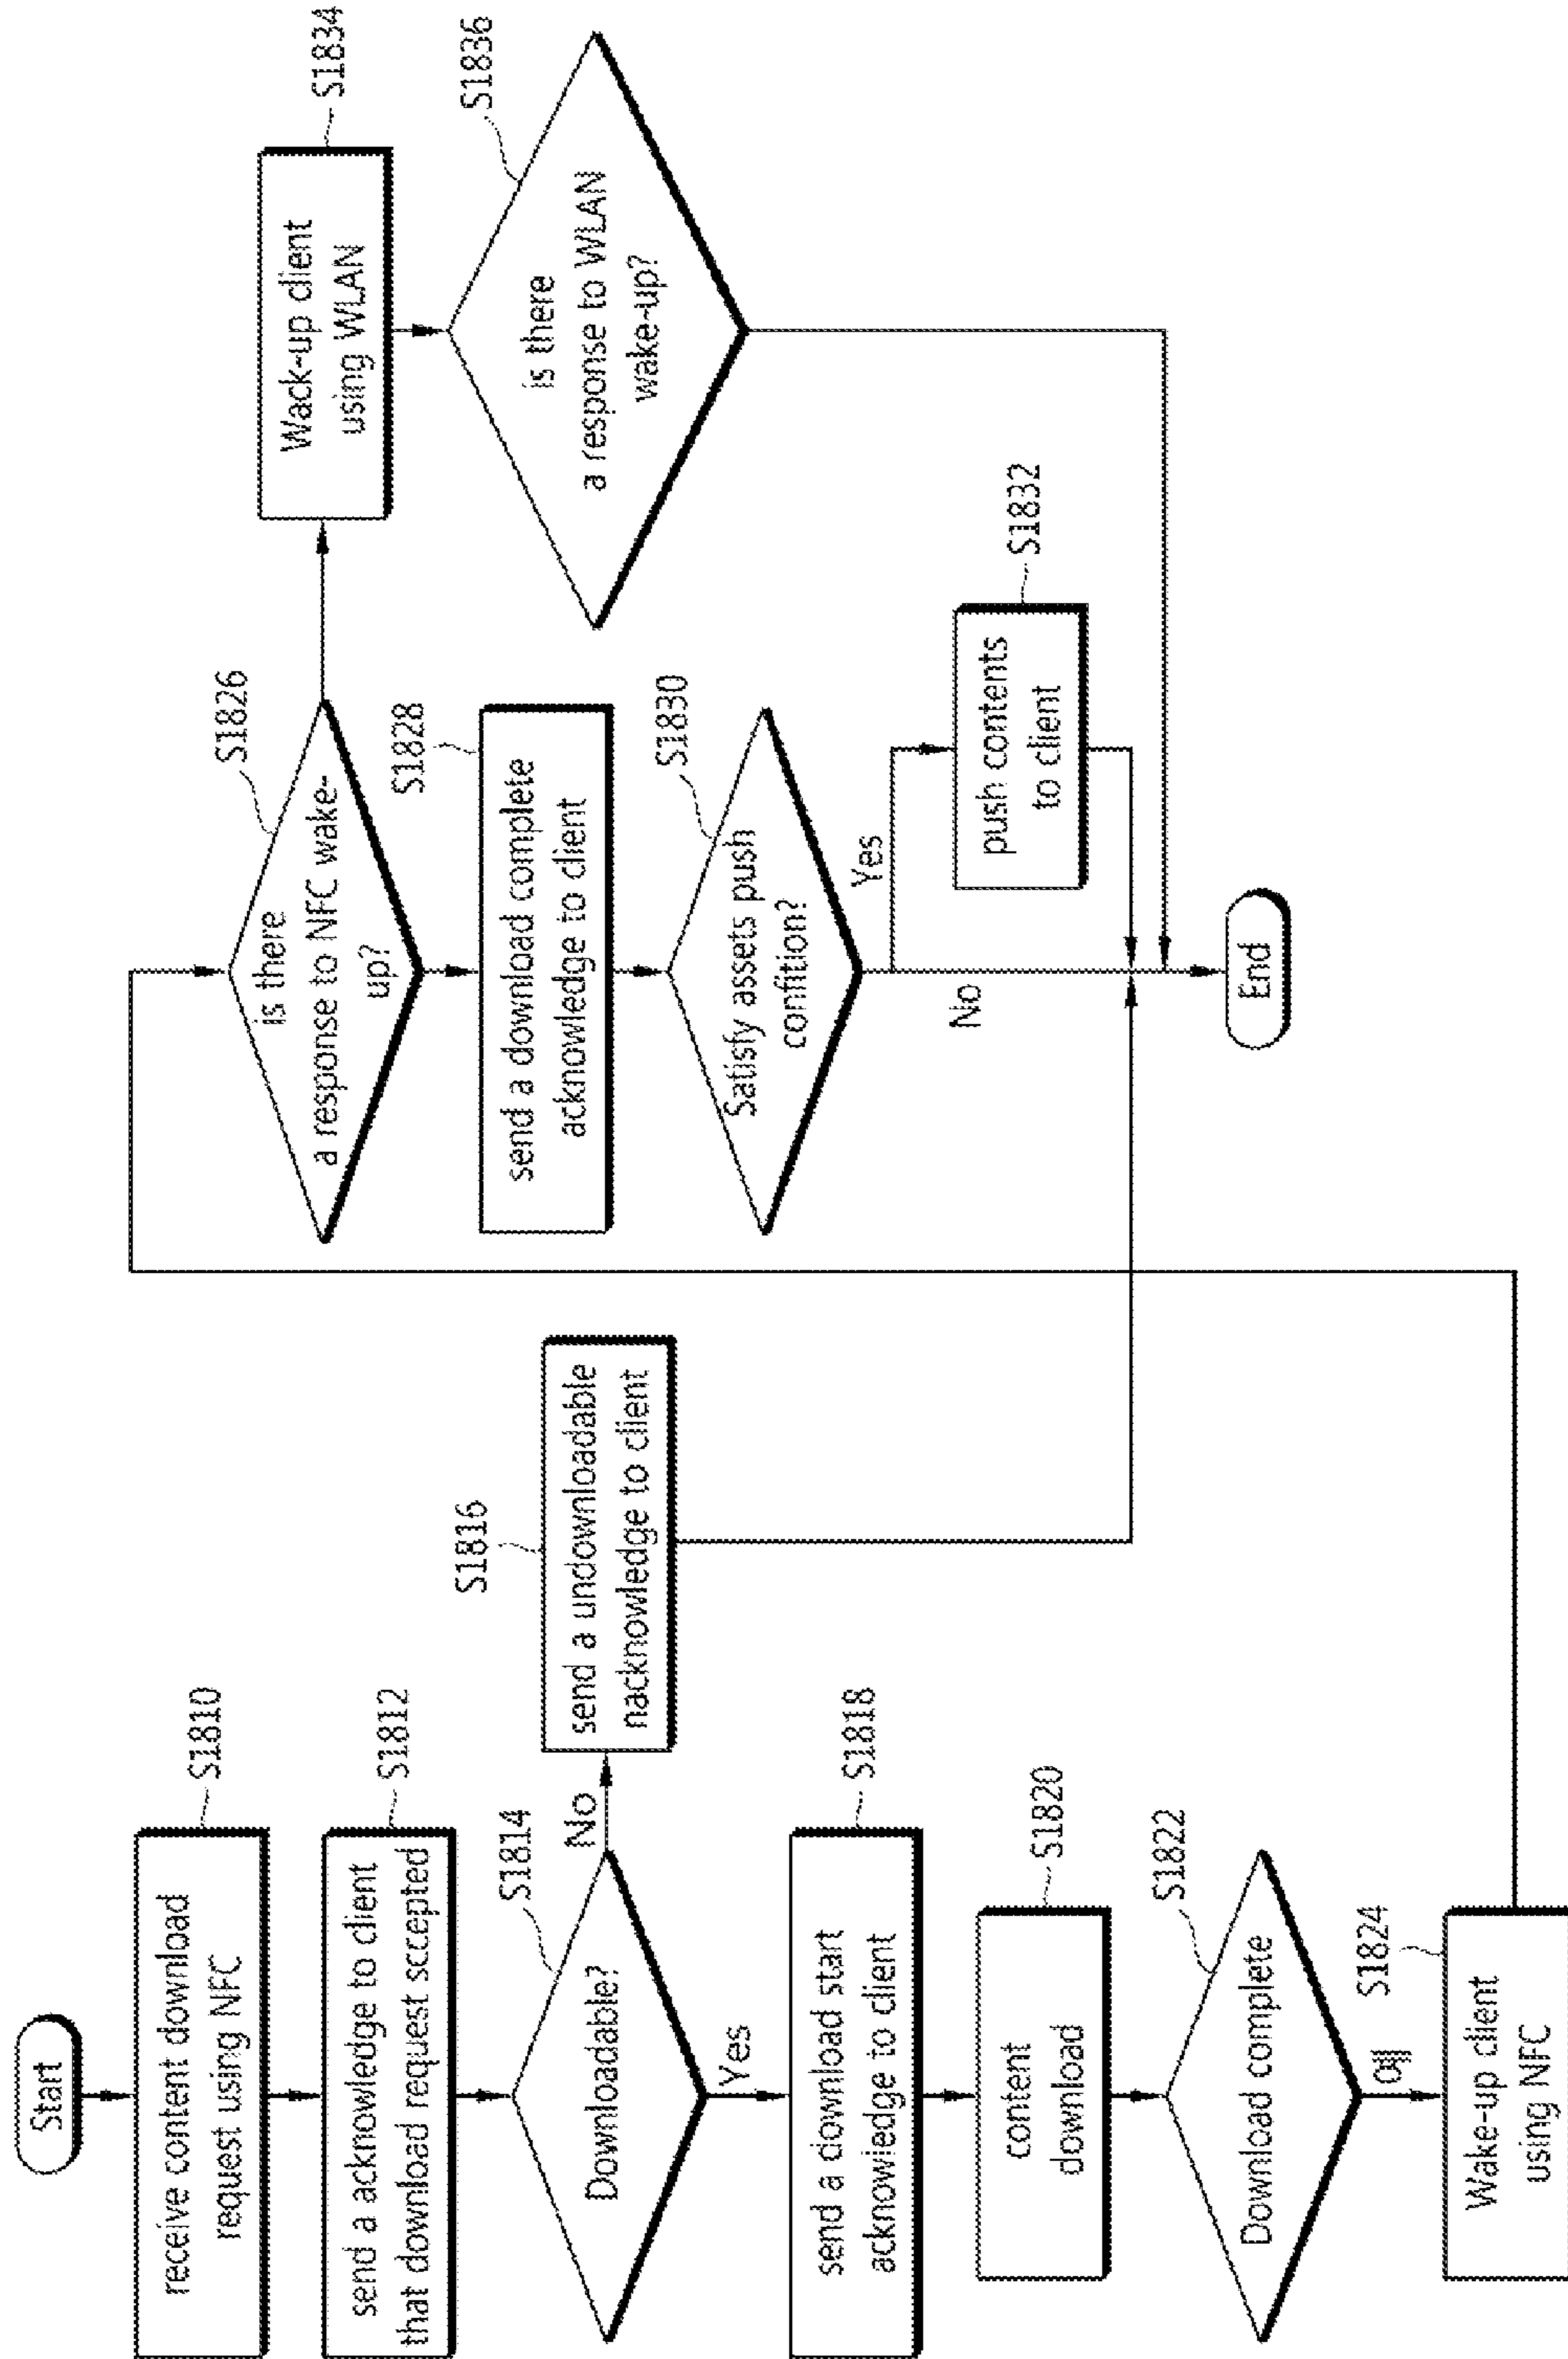 Start
receive content download
request using NFC
S1810
send a acknowledge to client
that download request sccepted
S1812
Downloadable?
S1814
No
Yes
send a undownloadable
nacknowledge to client
S1816
send a download start
acknowledge to client
S1818
content
download
S1820
Download complete
S1822
예
Wake-up client
using NFC
S1824
is there
a response to NFC wake-
up?
S1826
send a download complete
acknowledge to client
S1828
Satisfy assets push
confition?
S1830
Yes
No
push contents
to client
S1832
Wack-up client
using WLAN
S1834
is there
a response to WLAN
wake-up?
S1836
End